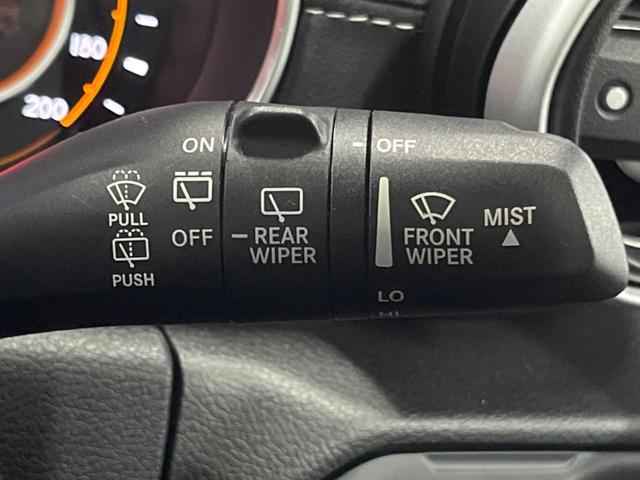 180
200
ON
OFF
PULL
PUSH
REAR
WIPER
OFF
FRONT
WIPER
MIST
LO